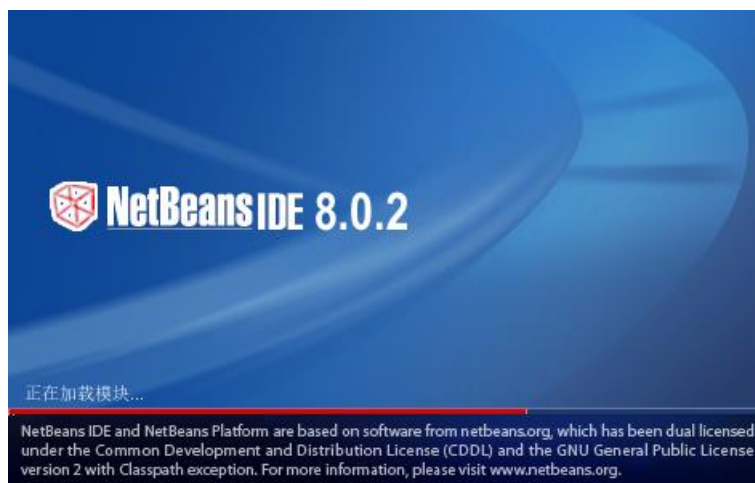 NetBeans IDE 8.0.2
正在加载模块...
NetBeans IDE and NetBeans Platform are based on software from netbeans.org, which has been dual licensed
under the Common Development and Distribution License (CDDL) and the GNU General Public License
version 2 with Classpath exception. For more information, please visit www.netbeans.org.